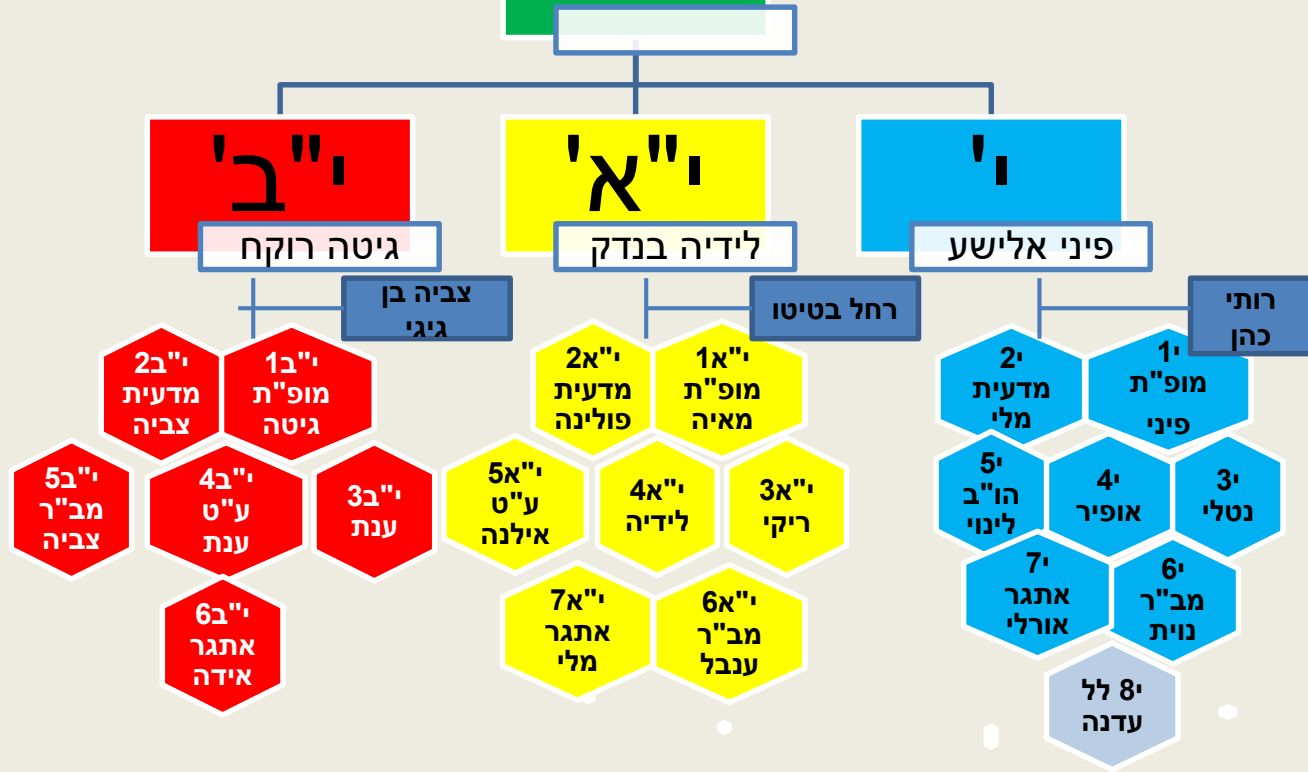 י'
פיני אלישע
רותי
כהן
י1
מופ"ת
פיני
י2
מדעית
מלי
י3
נטלי
י4
אופיר
י5
הו"ב
לינוי
י6
מב"ר
נוית
י7
אתגר
אורלי
י8 לל
עדנה
י"א'
לידיה בנדק
רחל בטיטו
י"א1
מופ"ת
מאיה
י"א2
מדעית
פולינה
י"א3
ריקי
י"א4
לידיה
י"א5
ע"ט
אילנה
י"א6
מב"ר
ענבל
י"א7
אתגר
מלי
י"ב'
גיטה רוקח
צביה בן
גיגי
י"ב1
מופ"ת
גיטה
י"ב2
מדעית
צביה
י"ב3
ענת
י"ב4
ע"ט
ענת
י"ב5
מב"ר
צביה
י"ב6
אתגר
אידה